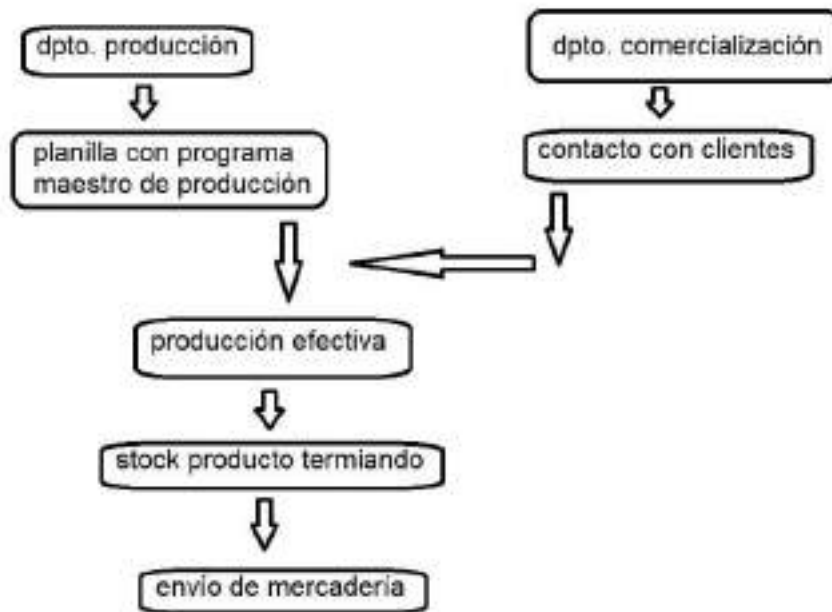 dpto. producción
dpto. comercialización
planilla con programa
maestro de producción
contacto con clientes
producción efectiva
stock producto termiando
envío de mercadería